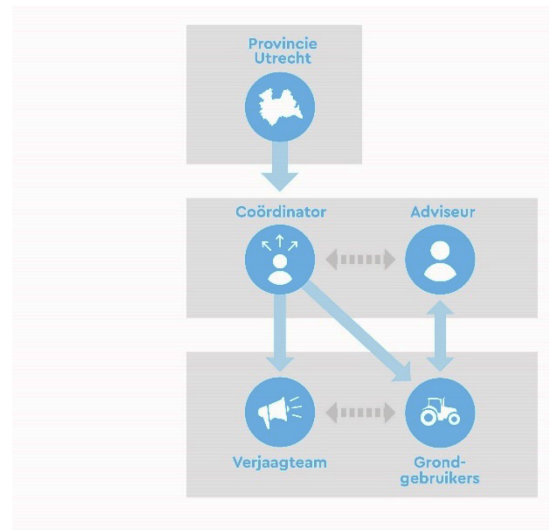 Provincie
Utrecht
Coördinator
Adviseur
Verjaagteam
Grond-
gebruikers